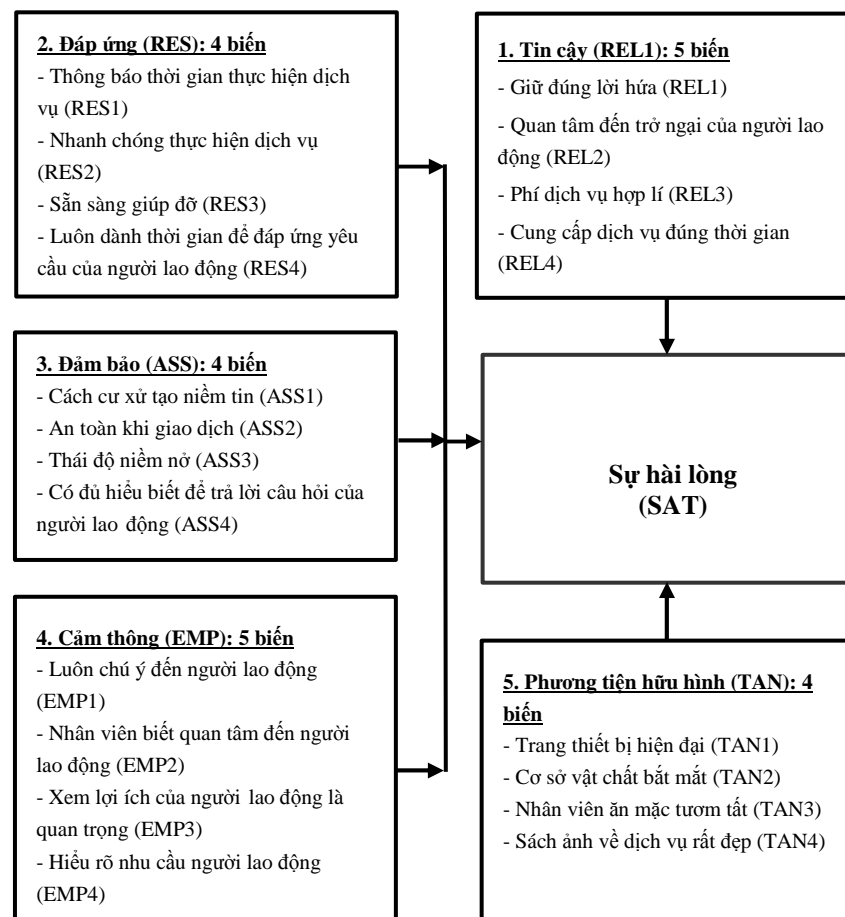 2. Đáp ứng (RES): 4 biến
- Thông báo thời gian thực hiện dịch
vụ (RES1)
- Nhanh chóng thực hiện dịch vụ
(RES2)
- Sẵn sàng giúp đỡ (RES3)
- Luôn dành thời gian để đáp ứng yêu
cầu của người lao động (RES4)
1. Tin cậy (REL1): 5 biến
- Giữ đúng lời hứa (REL1)
- Quan tâm đến trở ngại của người lao
động (REL2)
- Phí dịch vụ hợp lí (REL3)
- Cung cấp dịch vụ đúng thời gian
(REL4)
3. Đảm bảo (ASS): 4 biến
- Cách cư xử tạo niềm tin (ASS1)
- An toàn khi giao dịch (ASS2)
- Thái độ niềm nở (ASS3)
- Có đủ hiểu biết để trả lời câu hỏi của
người lao động (ASS4)
Sự hài lòng
(SAT)
4. Cảm thông (EMP): 5 biến
- Luôn chú ý đến người lao động
(EMP1)
- Nhân viên biết quan tâm đến người
lao động (EMP2)
- Xem lợi ích của người lao động là
quan trọng (EMP3)
- Hiểu rõ nhu cầu người lao động
(EMP4)
5. Phương tiện hữu hình (TAN): 4
biến
- Trang thiết bị hiện đại (TAN1)
- Cơ sở vật chất bắt mắt (TAN2)
- Nhân viên ăn mặc tươm tất (TAN3)
- Sách ảnh về dịch vụ rất đẹp (TAN4)